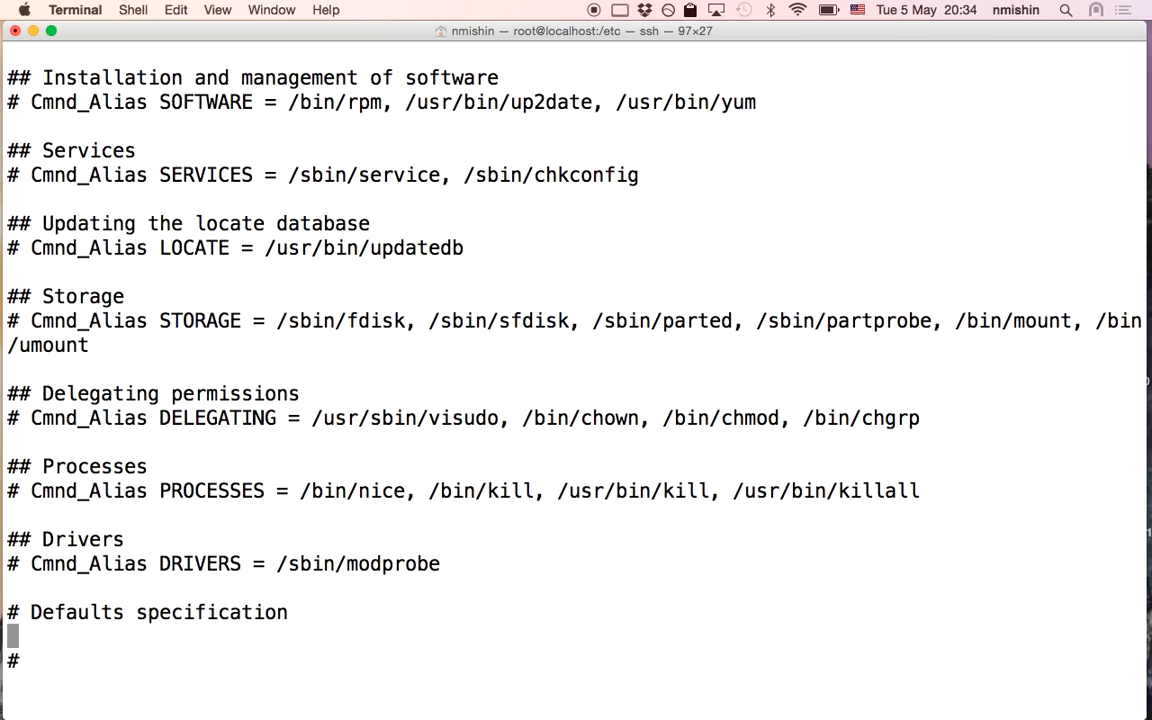 Terminal Shell Edit View Window Help Tue 5 May 20:34 nmishin
nmishin — root@localhost:/etc — ssh — 97×27
## Installation and management of software
# Cmnd_Alias SOFTWARE = /bin/rpm, /usr/bin/up2date, /usr/bin/yum
## Services
# Cmnd_Alias SERVICES = /sbin/service, /sbin/chkconfig
## Updating the locate database
# Cmnd_Alias LOCATE = /usr/bin/updatedb
## Storage
# Cmnd_Alias STORAGE = /sbin/fdisk, /sbin/sfdisk, /sbin/parted, /sbin/partprobe, /bin/mount, /bin
/umount
## Delegating permissions
# Cmnd_Alias DELEGATING = /usr/sbin/visudo, /bin/chown, /bin/chmod, /bin/chgrp
## Processes
# Cmnd_Alias PROCESSES = /bin/nice, /bin/kill, /usr/bin/kill, /usr/bin/killall
## Drivers
# Cmnd_Alias DRIVERS = /sbin/modprobe
# Defaults specification
#